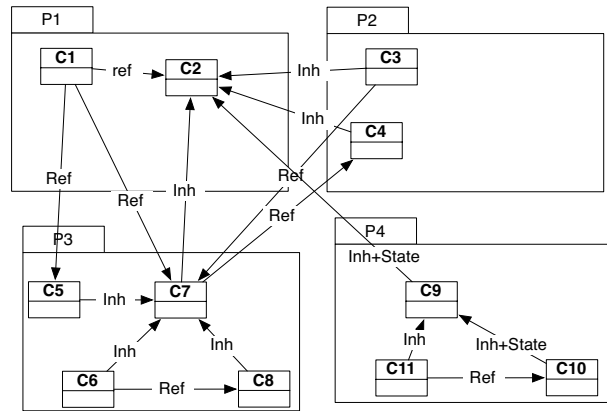 P1
P2
C1
ref
C2
Inh
C3
Inh
C4
Ref
Ref
Inh
Ref
Ref
P3
P4
Inh+State
C5
Inh
C7
C9
Inh
Inh
Inh
Inh+State
C6
Ref
C8
C11
Ref
C10